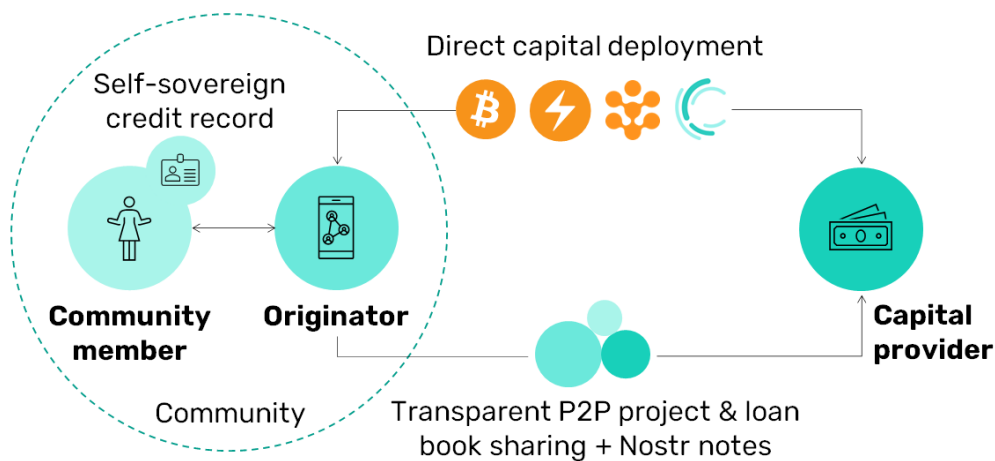 Direct capital deployment
Self-sovereign
credit record
Community
member
Originator
Capital
provider
Community
Transparent P2P project & loan
book sharing + Nostr notes